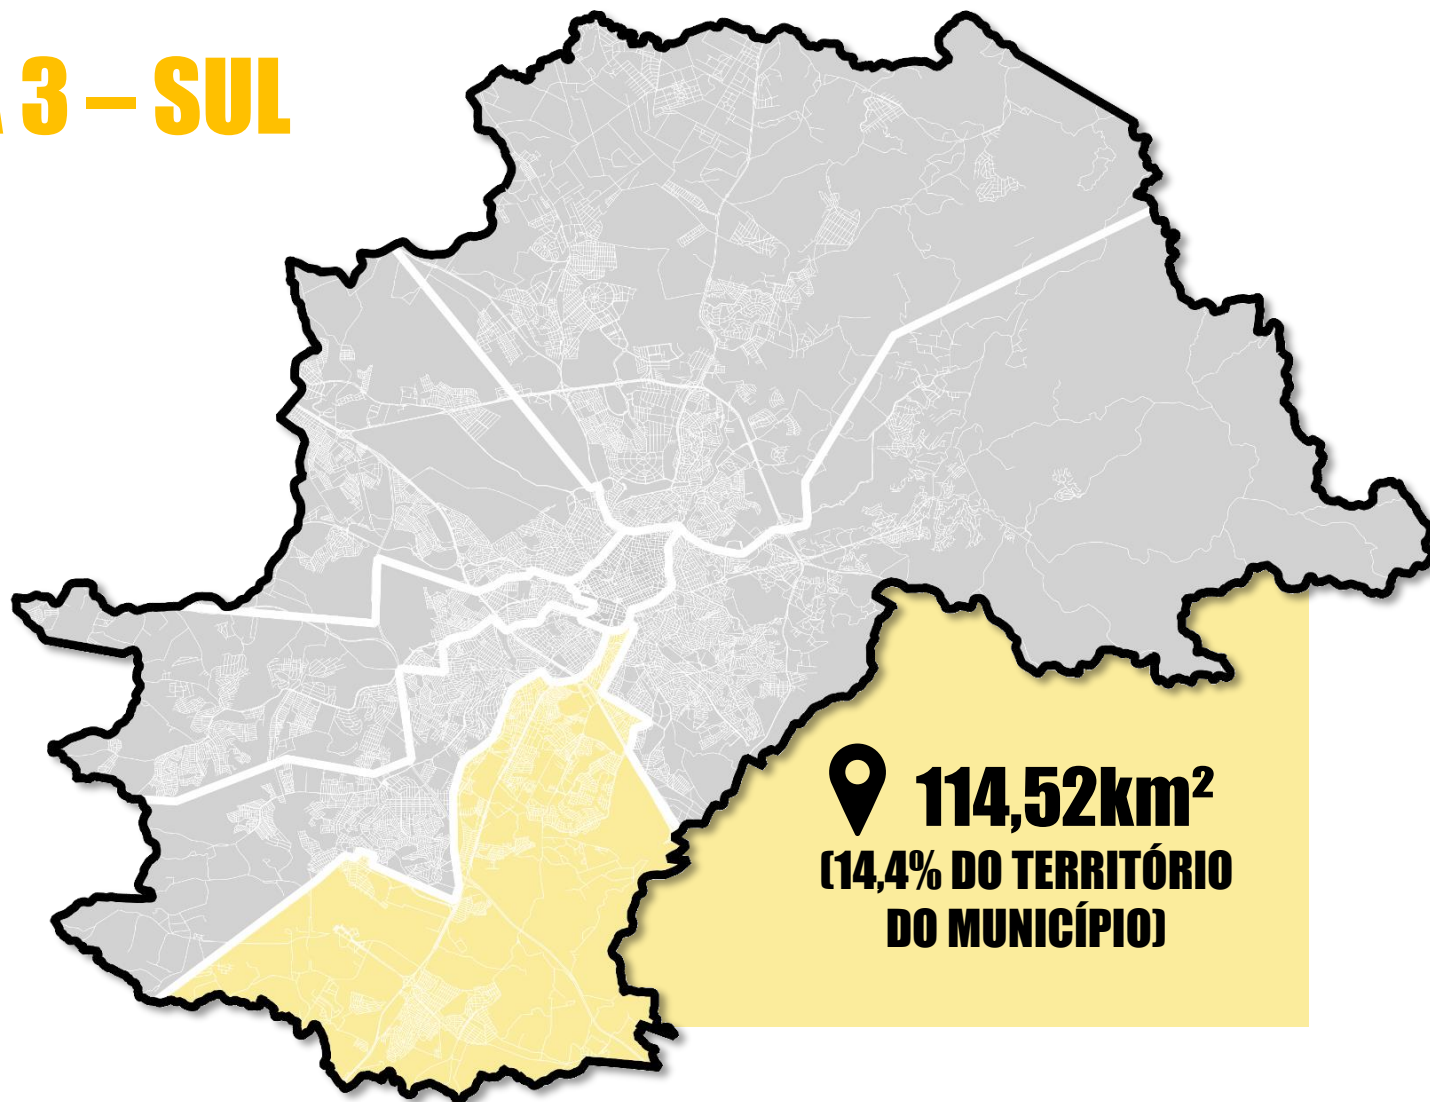 A 3 – SUL
114,52km²
(14,4% DO TERRITÓRIO
DO MUNICÍPIO)